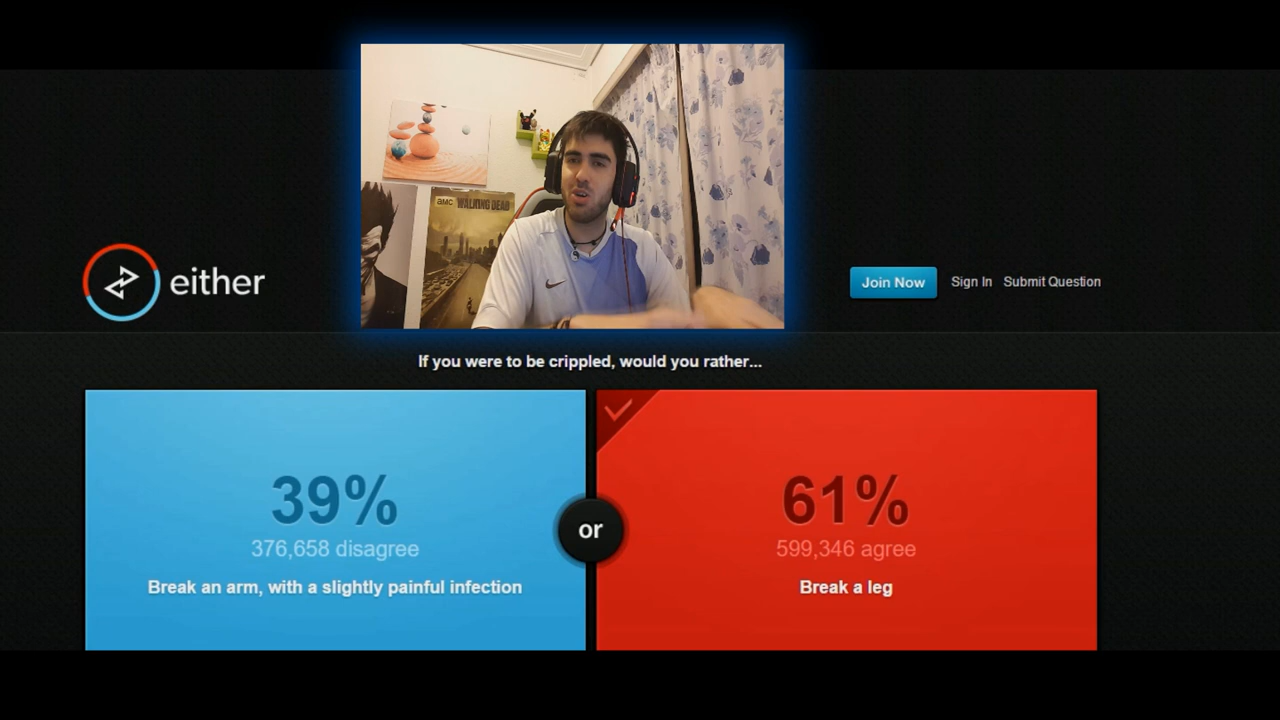 AMC WALKING DEAD
either
Join Now
Sign In
Submit Question
If you were to be crippled, would you rather...
39%
376,658 disagree
Break an arm, with a slightly painful infection
or
61%
599,346 agree
Break a leg